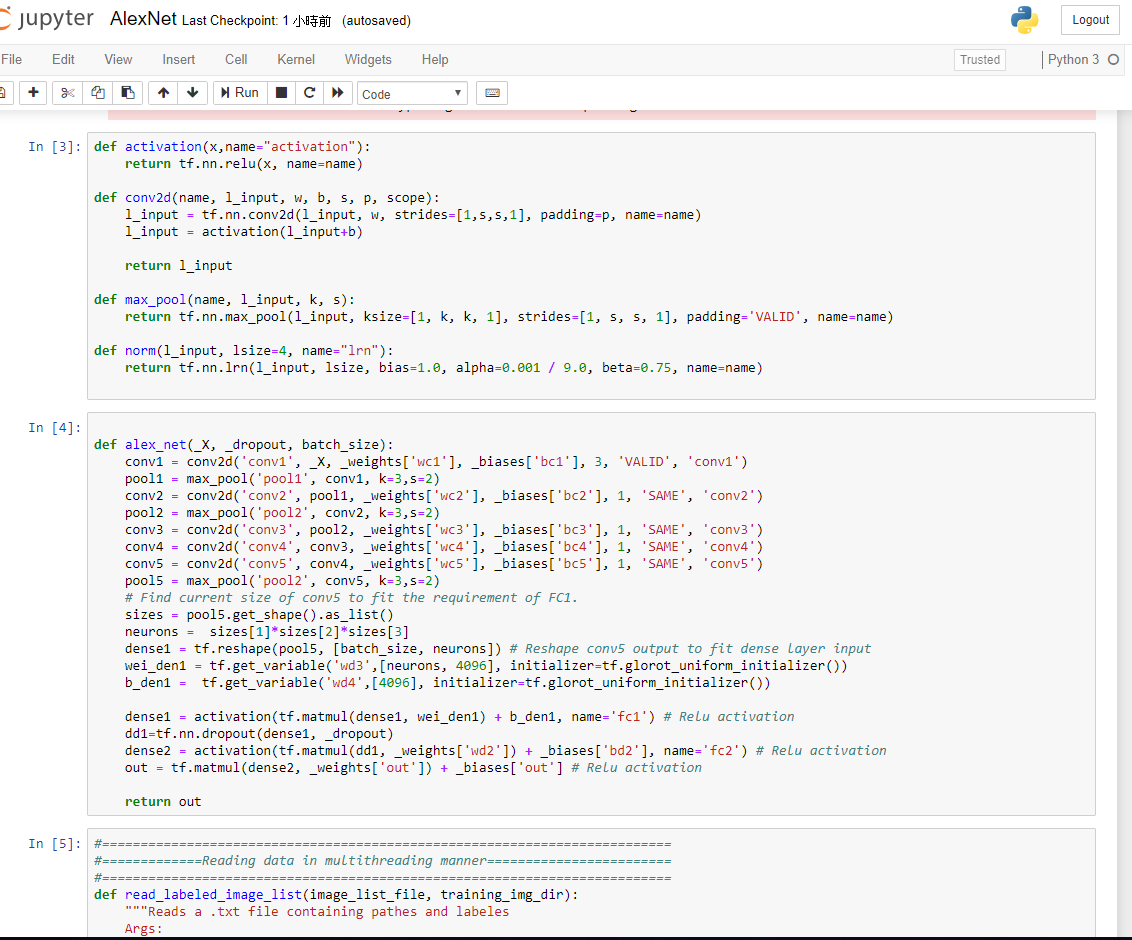 jupyter AlexNet Last Checkpoint: 1 小時前 (autosaved) Logout
File Edit View Insert Cell Kernel Widgets Help Trusted Python 3
Run Code
In [3]: def activation(x,name="activation"):
    return tf.nn.relu(x, name=name)
def conv2d(name, l_input, w, b, s, p, scope):
    l_input = tf.nn.conv2d(l_input, w, strides=[1,s,s,1], padding=p, name=name)
    l_input = activation(l_input+b)
    return l_input
def max_pool(name, l_input, k, s):
    return tf.nn.max_pool(l_input, ksize=[1, k, k, 1], strides=[1, s, s, 1], padding='VALID', name=name)
def norm(l_input, lsize=4, name="lrn"):
    return tf.nn.lrn(l_input, lsize, bias=1.0, alpha=0.001 / 9.0, beta=0.75, name=name)
In [4]:
def alex_net(_X, _dropout, batch_size):
    conv1 = conv2d('conv1', _X, _weights['wc1'], _biases['bc1'], 3, 'VALID', 'conv1')
    pool1 = max_pool('pool1', conv1, k=3,s=2)
    conv2 = conv2d('conv2', pool1, _weights['wc2'], _biases['bc2'], 1, 'SAME', 'conv2')
    pool2 = max_pool('pool2', conv2, k=3,s=2)
    conv3 = conv2d('conv3', pool2, _weights['wc3'], _biases['bc3'], 1, 'SAME', 'conv3')
    conv4 = conv2d('conv4', conv3, _weights['wc4'], _biases['bc4'], 1, 'SAME', 'conv4')
    conv5 = conv2d('conv5', conv4, _weights['wc5'], _biases['bc5'], 1, 'SAME', 'conv5')
    pool5 = max_pool('pool2', conv5, k=3,s=2)
    # Find current size of conv5 to fit the requirement of FC1.
    sizes = pool5.get_shape().as_list()
    neurons =  sizes[1]*sizes[2]*sizes[3]
    dense1 = tf.reshape(pool5, [batch_size, neurons]) # Reshape conv5 output to fit dense layer input
    wei_den1 = tf.get_variable('wd3',[neurons, 4096], initializer=tf.glorot_uniform_initializer())
    b_den1 =  tf.get_variable('wd4',[4096], initializer=tf.glorot_uniform_initializer())
    dense1 = activation(tf.matmul(dense1, wei_den1) + b_den1, name='fc1') # Relu activation
    dd1=tf.nn.dropout(dense1, _dropout)
    dense2 = activation(tf.matmul(dd1, _weights['wd2']) + _biases['bd2'], name='fc2') # Relu activation
    out = tf.matmul(dense2, _weights['out']) + _biases['out'] # Relu activation
    return out
In [5]: #==========================================================================
#=============Reading data in multithreading manner========================
#==========================================================================
def read_labeled_image_list(image_list_file, training_img_dir):
    """Reads a .txt file containing pathes and labeles
    Args: